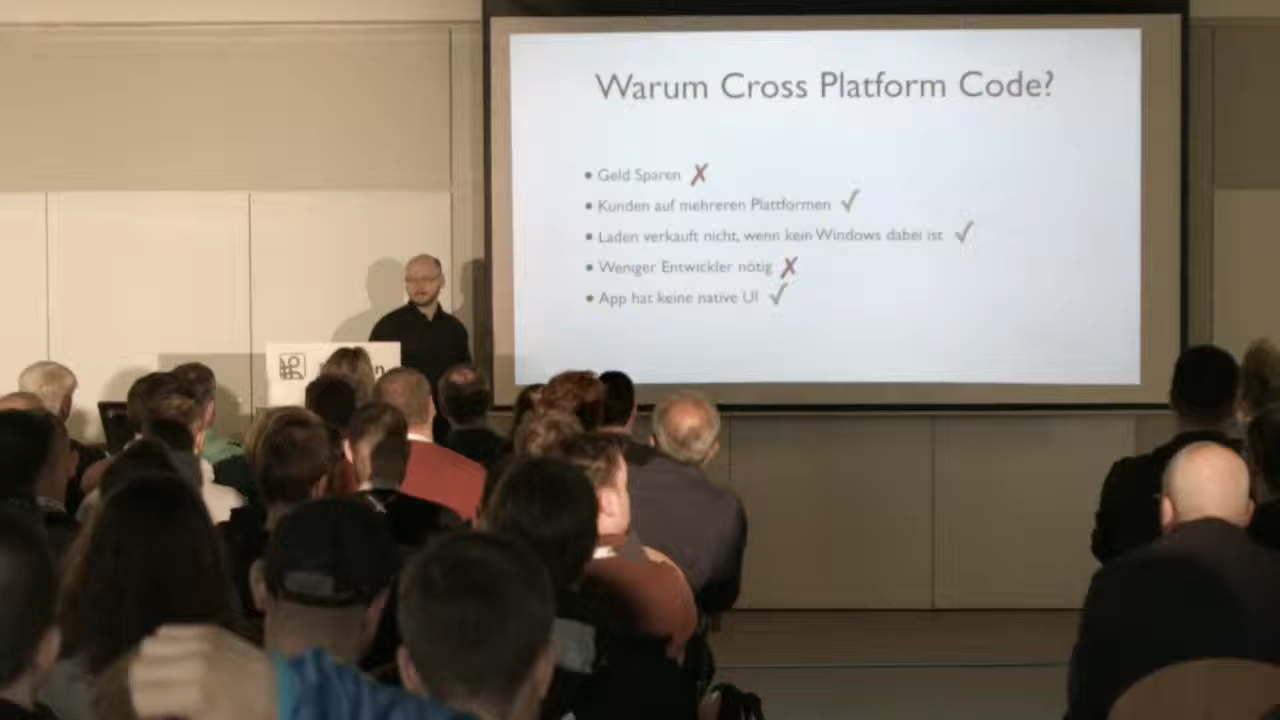 Warum Cross Platform Code?
• Geld Sparen ✗
• Kunden auf mehreren Plattformen ✓
• Laden verkauft nicht, wenn kein Windows dabei ist ✓
• Weniger Entwickler nötig ✗
• App hat keine native UI ✓